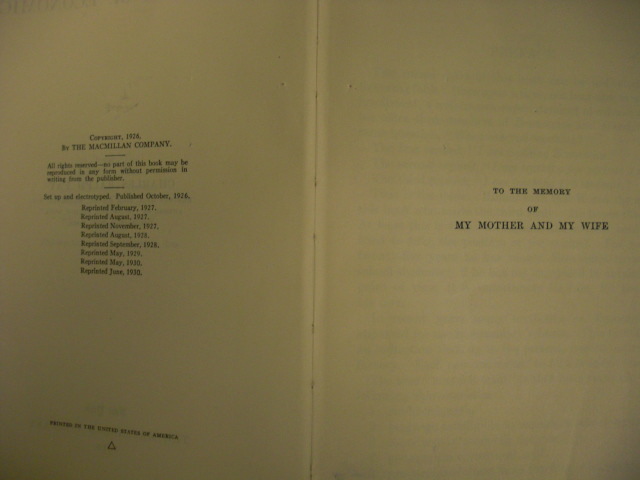 COPYRIGHT, 1926,
BY THE MACMILLAN COMPANY.
All rights reserved—no part of this book may be
reproduced in any form without permission in
writing from the publisher.
Set up and electrotyped. Published October, 1926.
Reprinted February, 1927.
Reprinted August, 1927.
Reprinted November, 1927.
Reprinted August, 1928.
Reprinted September, 1928.
Reprinted May, 1929.
Reprinted May, 1930.
Reprinted June, 1930.
PRINTED IN THE UNITED STATES OF AMERICA
TO THE MEMORY
OF
MY MOTHER AND MY WIFE